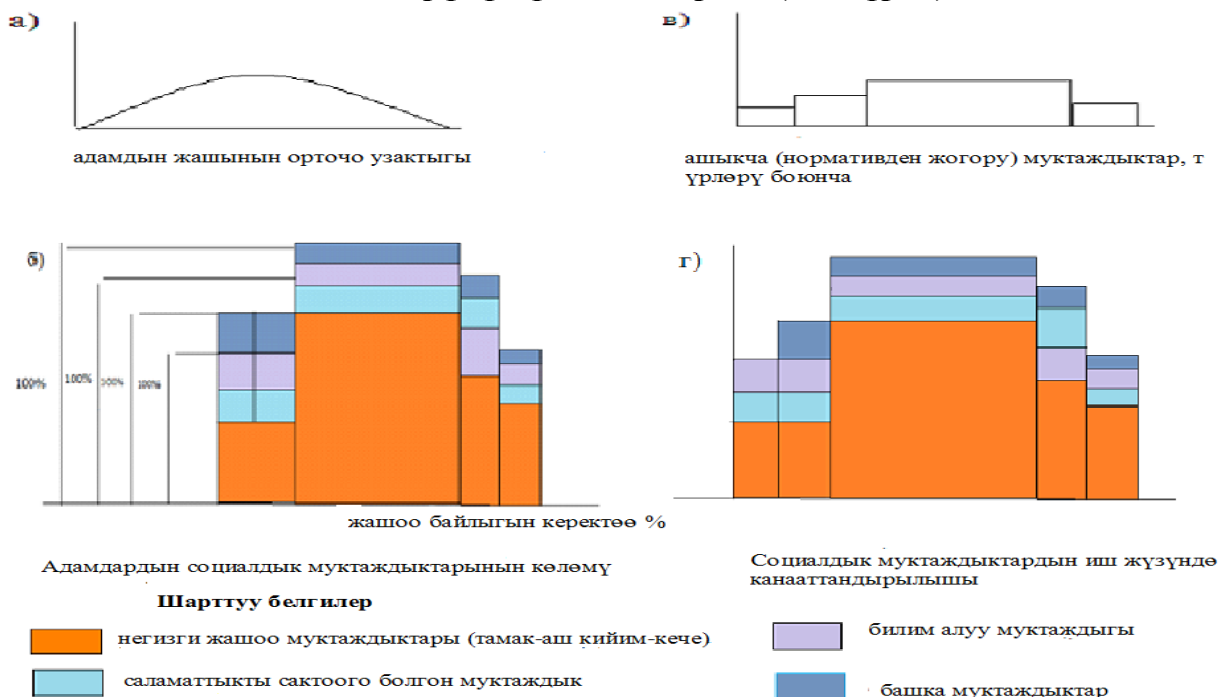 а)
в)
адамдын жашынын орточо узактыгы
ашыкча (нормативден жогору) муктаждыктар, т
үрлөрү боюнча
б)
г)
100%
100%
100%
100%
жашоо байлыгын керектөө %
Адамдардын социалдык муктаждыктарынын көлөмү
Социалдык муктаждыктардын иш жүзүндө
канааттандырылышы
Шарттуу белгилер
негизги жашоо муктаждыктары (тамак-аш кийим-кече)
билим алуу муктаждыгы
саламаттыкты сактоого болгон муктаждык
башка муктаждыктар